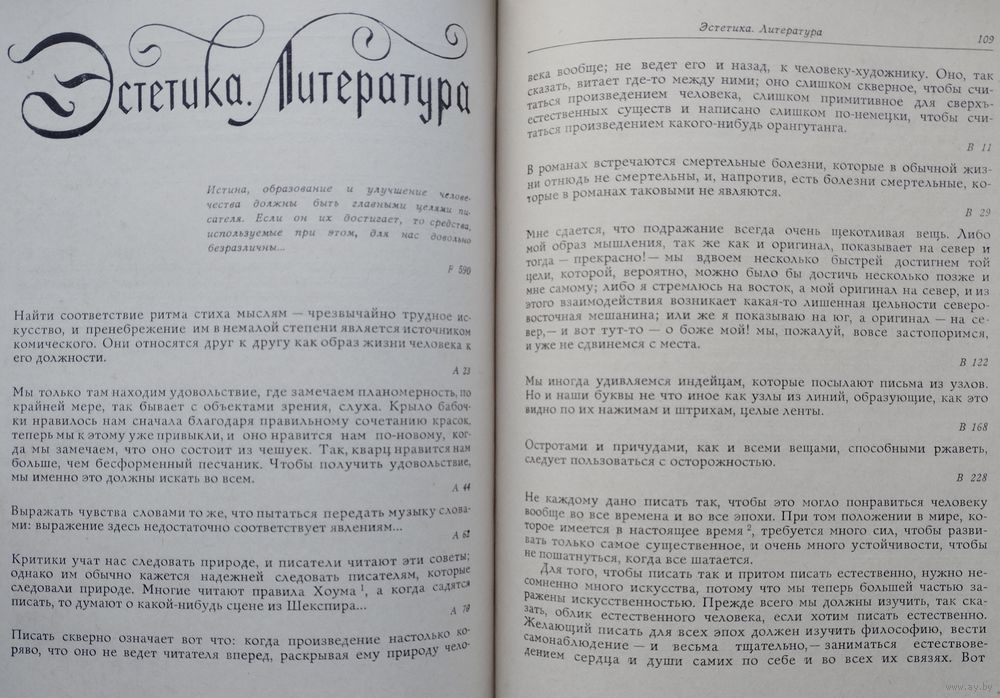 Эстетика. Литература
Истина, образование и улучшение челове-
чества должны быть главными целями пи-
сателя. Если он их достигает, то средства,
используемые при этом, для нас довольно
безразличны...
F 590
Найти соответствие ритма стиха мыслям — чрезвычайно трудное ис-
кусство, и пренебрежение им в немалой степени является источником
комического. Они относятся друг к другу как образ жизни человека к
его должности.
A 23
Мы только там находим удовольствие, где замечаем планомерность, по
крайней мере, так бывает с объектами зрения, слуха. Крыло бабоч-
ки нравилось нам сначала благодаря правильному сочетанию красок,
теперь мы к этому уже привыкли, и оно нравится нам по-новому, ког-
да мы замечаем, что оно состоит из чешуек. Так, кварц нравится нам
больше, чем бесформенный песчаник. Чтобы получить удовольствие,
мы именно это должны искать во всем.
A 44
Выражать чувства словами то же, что пытаться передать музыку слова-
ми: выражение здесь недостаточно соответствует явлениям...
A 62
Критики учат нас следовать природе, и писатели читают эти советы;
однако им обычно кажется надежней следовать писателям, которые
следовали природе. Многие читают правила Хоума 1, а когда садятся
писать, то думают о какой-нибудь сцене из Шекспира...
A 70
Писать скверно означает вот что: когда произведение настолько ко-
ряво, что оно не ведет читателя вперед, раскрывая ему природу чело-
Эстетика. Литература
109
века вообще; не ведет его и назад, к человеку-художнику. Оно, так
сказать, витает где-то между ними; оно слишком скверное, чтобы счи-
таться произведением человека, слишком примитивное для сверхъ-
естественных существ и написано слишком по-немецки, чтобы счи-
таться произведением какого-нибудь орангутанга.
B 11
В романах встречаются смертельные болезни, которые в обычной жиз-
ни отнюдь не смертельны, и, напротив, есть болезни смертельные, ко-
торые в романах таковыми не являются.
B 29
Мне сдается, что подражание всегда очень щекотливая вещь. Либо
мой образ мышления, так же как и оригинал, показывает на север и
тогда — прекрасно! — мы вдвоем несколько быстрей достигнем той
цели, которой, вероятно, можно было бы достичь несколько позже и
мне самому; либо я стремлюсь на восток, а мой оригинал на север, и из
этого взаимодействия возникает какая-то лишенная цельности северо-
восточная мешанина; или же я показываю на юг, а оригинал — на се-
вер, — и вот тут-то — о боже мой! мы, пожалуй, вовсе застопоримся,
и уже не сдвинемся с места.
B 122
Мы иногда удивляемся индейцам, которые посылают письма из узлов.
Но и наши буквы не что иное как узлы из линий, образующие, как это
видно по их нажимам и штрихам, целые ленты.
B 168
Остротами и причудами, как и всеми вещами, способными ржаветь,
следует пользоваться с осторожностью.
B 228
Не каждому дано писать так, чтобы это могло понравиться человеку
вообще во все времена и во все эпохи. При том положении в мире, ко-
торое имеется в настоящее время 2, требуется много сил, чтобы разви-
вать только самое существенное, и очень много устойчивости, чтобы
не пошатнуться, когда все шатается.
Для того, чтобы писать так и притом писать естественно, нужно не-
сомненно много искусства, потому что мы теперь большей частью за-
ражены искусственностью. Прежде всего мы должны изучить, так ска-
зать, облик естественного человека, если хотим писать естественно.
Желающий писать для всех эпох должен изучить философию, вести
самонаблюдение — и весьма тщательно, — заниматься естествове-
дением сердца и души самих по себе и во всех их связях. Вот
www.ay.by